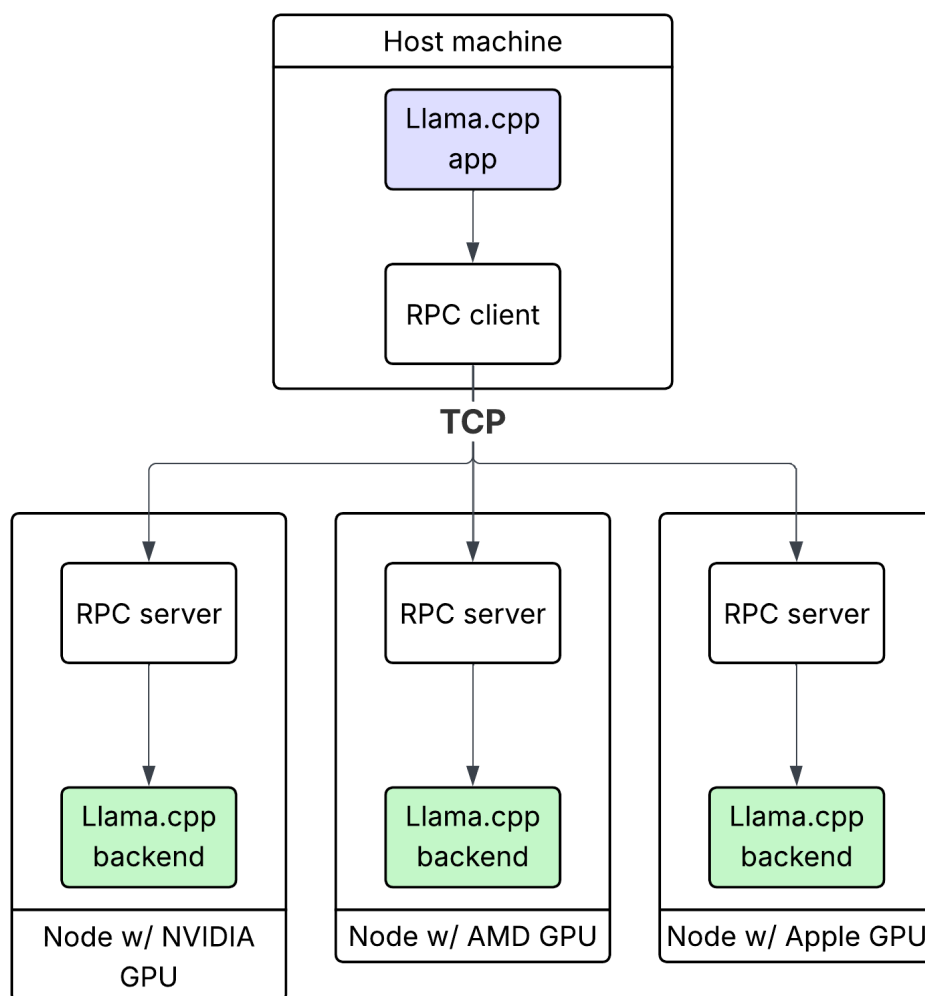 Host machine
Llama.cpp
app
RPC client
TCP
RPC server
RPC server
RPC server
Llama.cpp
backend
Llama.cpp
backend
Llama.cpp
backend
Node w/ NVIDIA
GPU
Node w/ AMD GPU
Node w/ Apple GPU